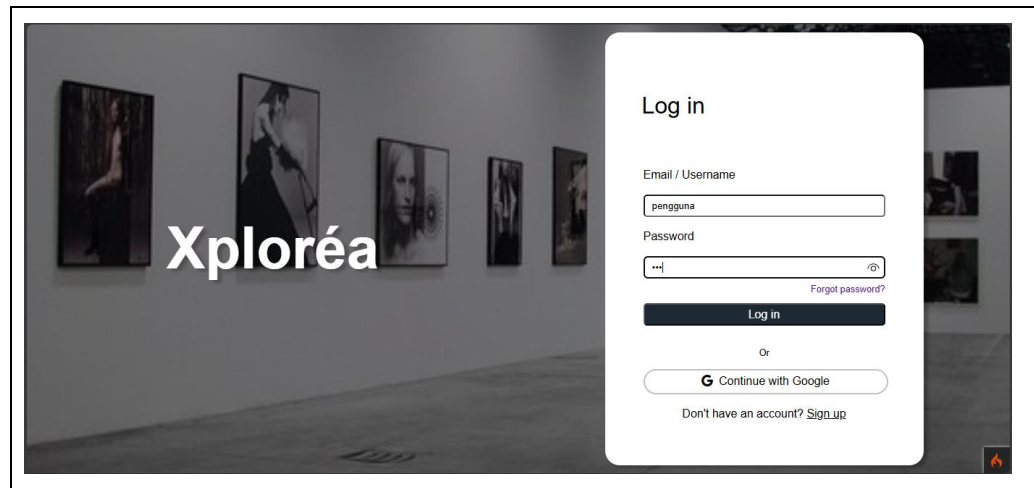 Xploréa
Log in
Email / Username
pengguna
Password
•••
Forgot password?
Log in
Or
G Continue with Google
Don't have an account? Sign up